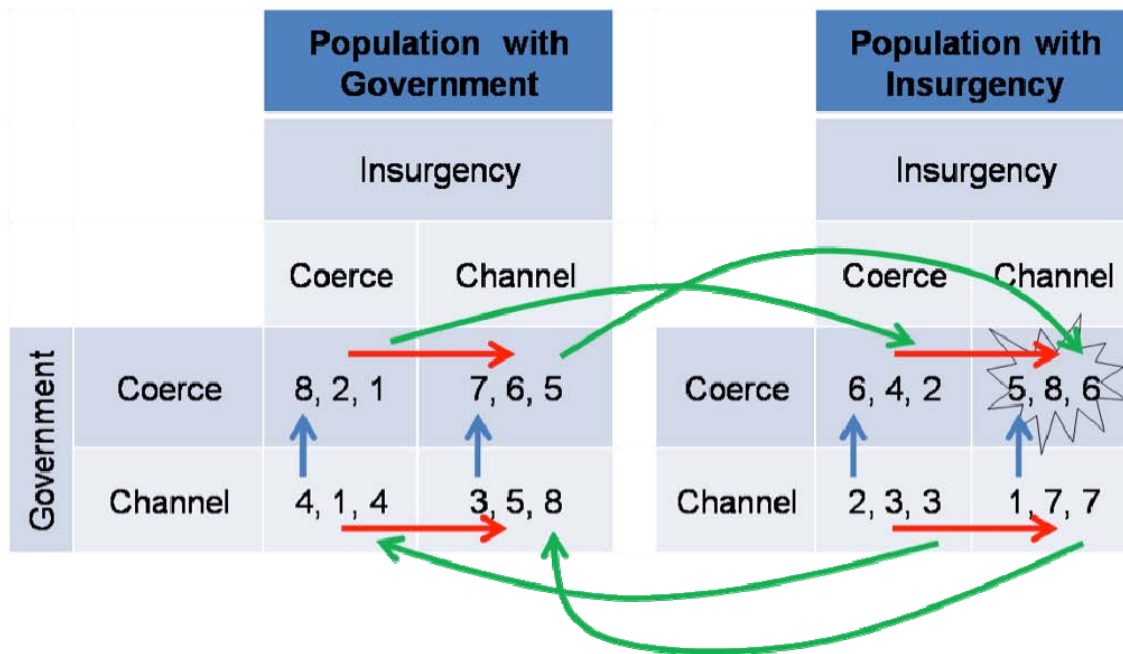 Population with
Government
Population with
Insurgency
Insurgency
Insurgency
Coerce
Channel
Coerce
Channel
Government
Coerce
8, 2, 1
7, 6, 5
Coerce
6, 4, 2
5, 8, 6
Channel
4, 1, 4
3, 5, 8
Channel
2, 3, 3
1, 7, 7